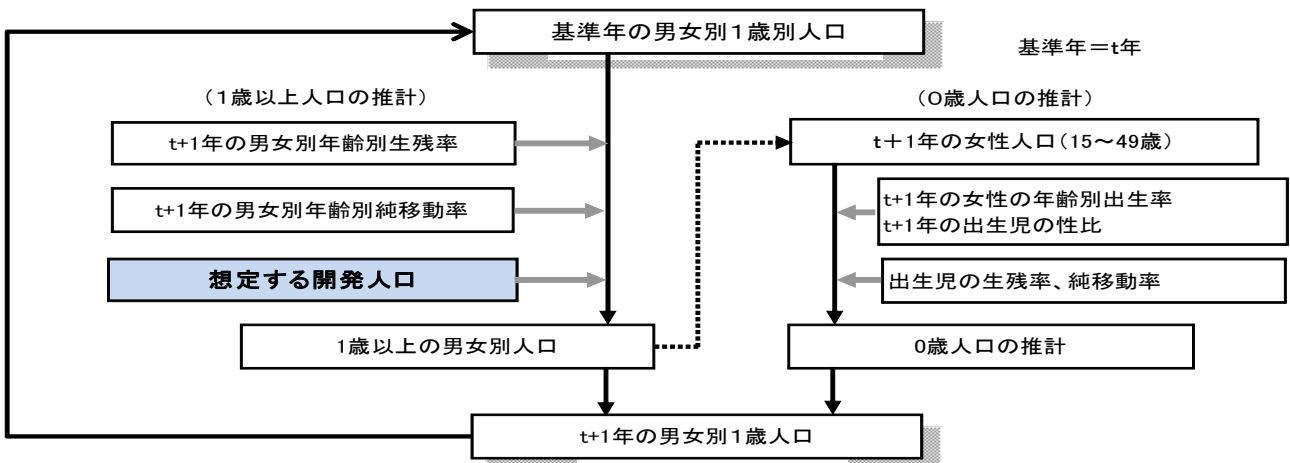 基準年の男女別1歳別人口
基準年＝t年
（1歳以上人口の推計）
（0歳人口の推計）
t+1年の男女別年齢別生残率
t＋1年の女性人口（15～49歳）
t+1年の男女別年齢別純移動率
t+1年の女性の年齢別出生率
t+1年の出生児の性比
想定する開発人口
出生児の生残率、純移動率
1歳以上の男女別人口
0歳人口の推計
t+1年の男女別1歳人口